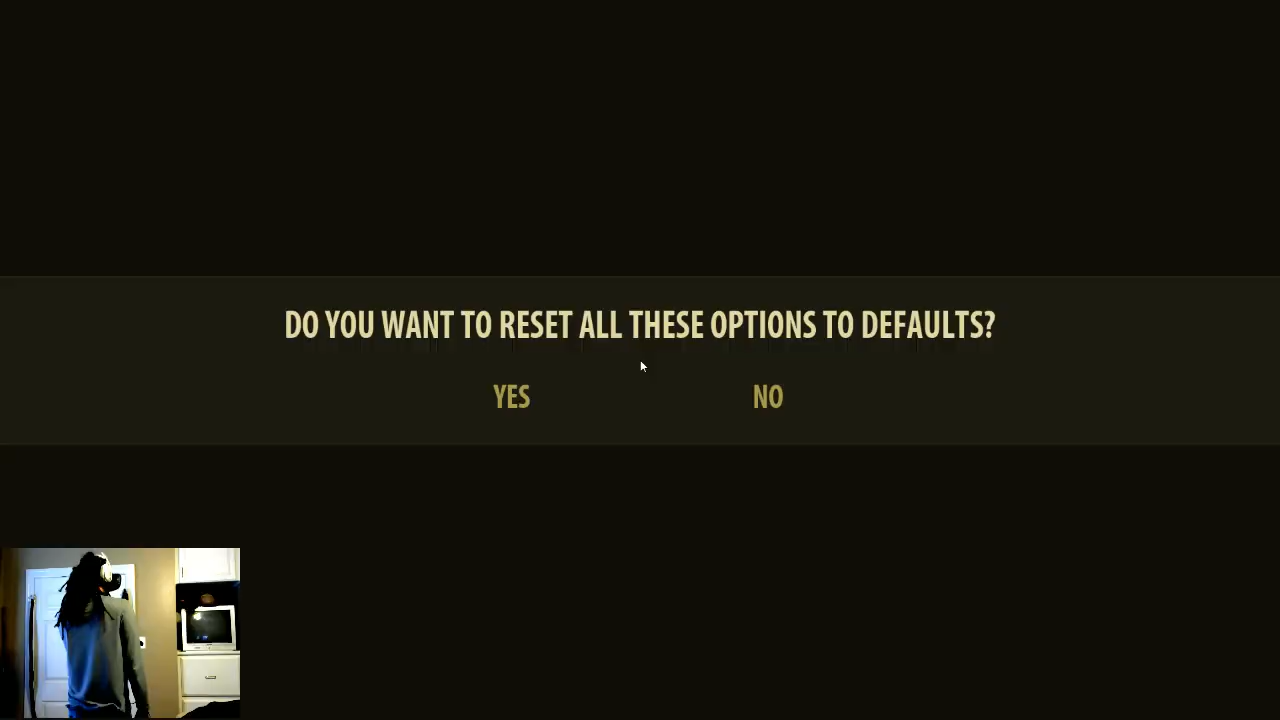 DO YOU WANT TO RESET ALL THESE OPTIONS TO DEFAULTS?
YES NO